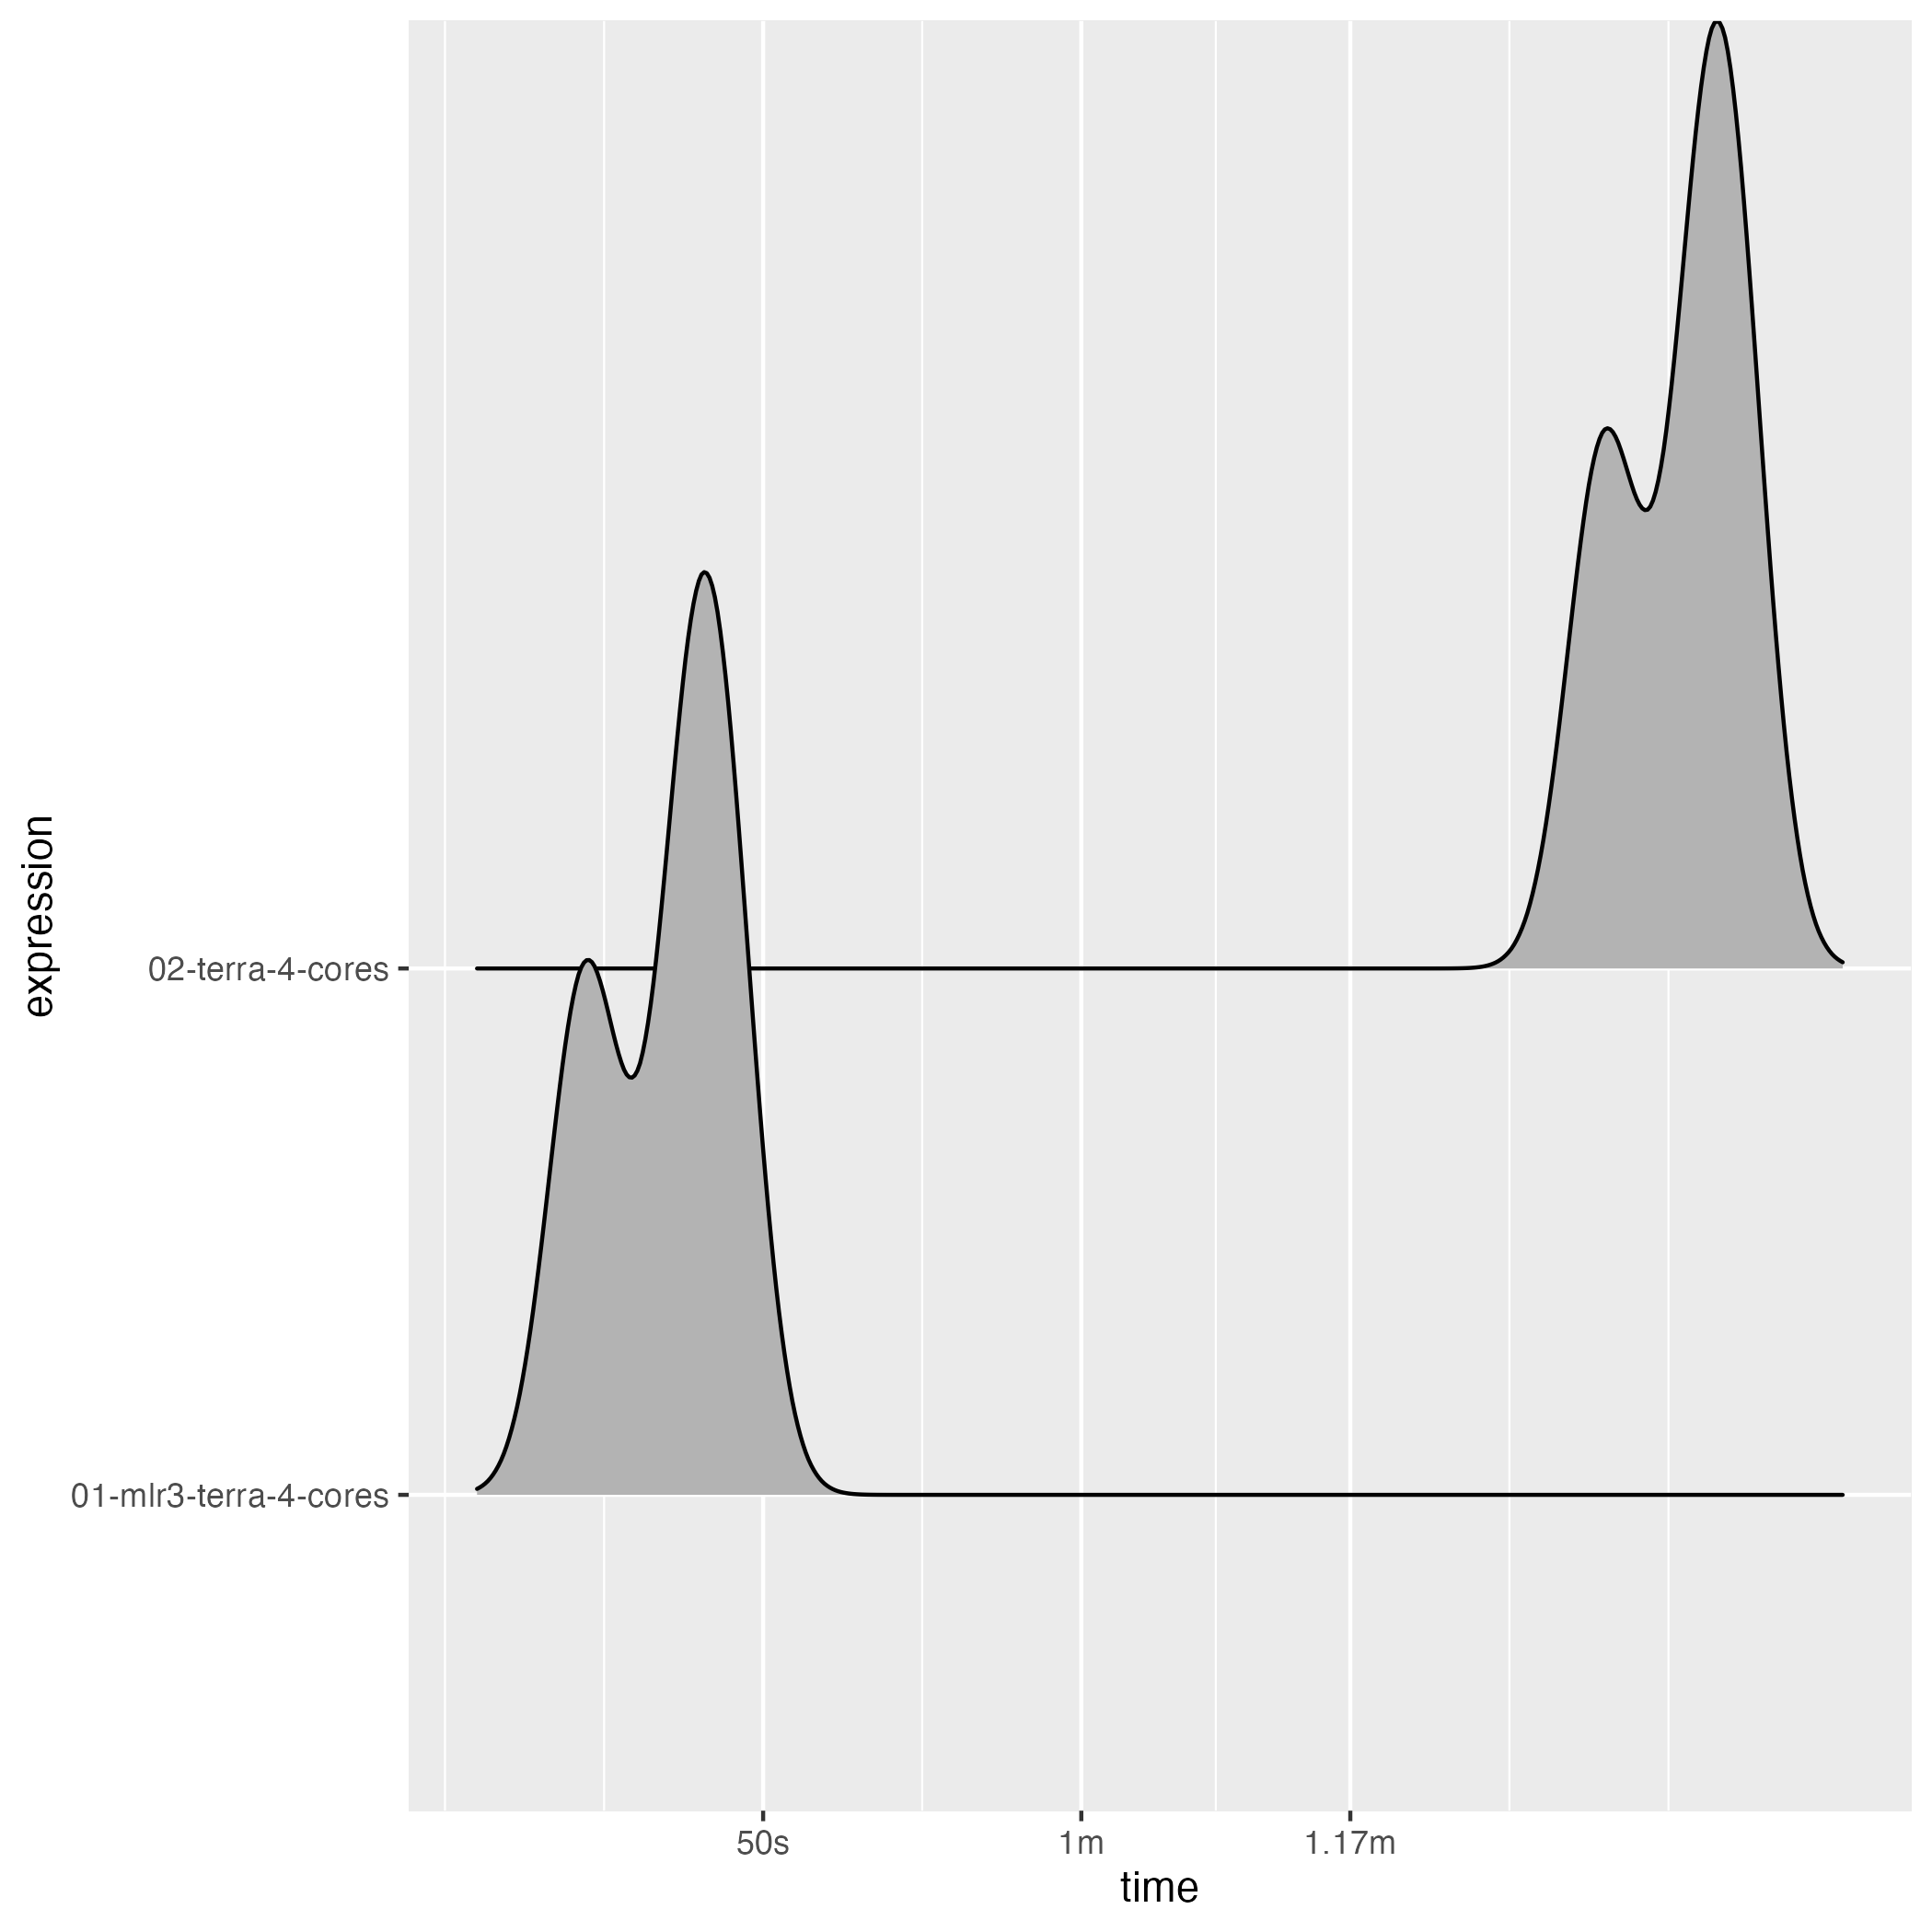 expression
02-terra-4-cores
01-mlr3-terra-4-cores
50s 1m 1.17m
time